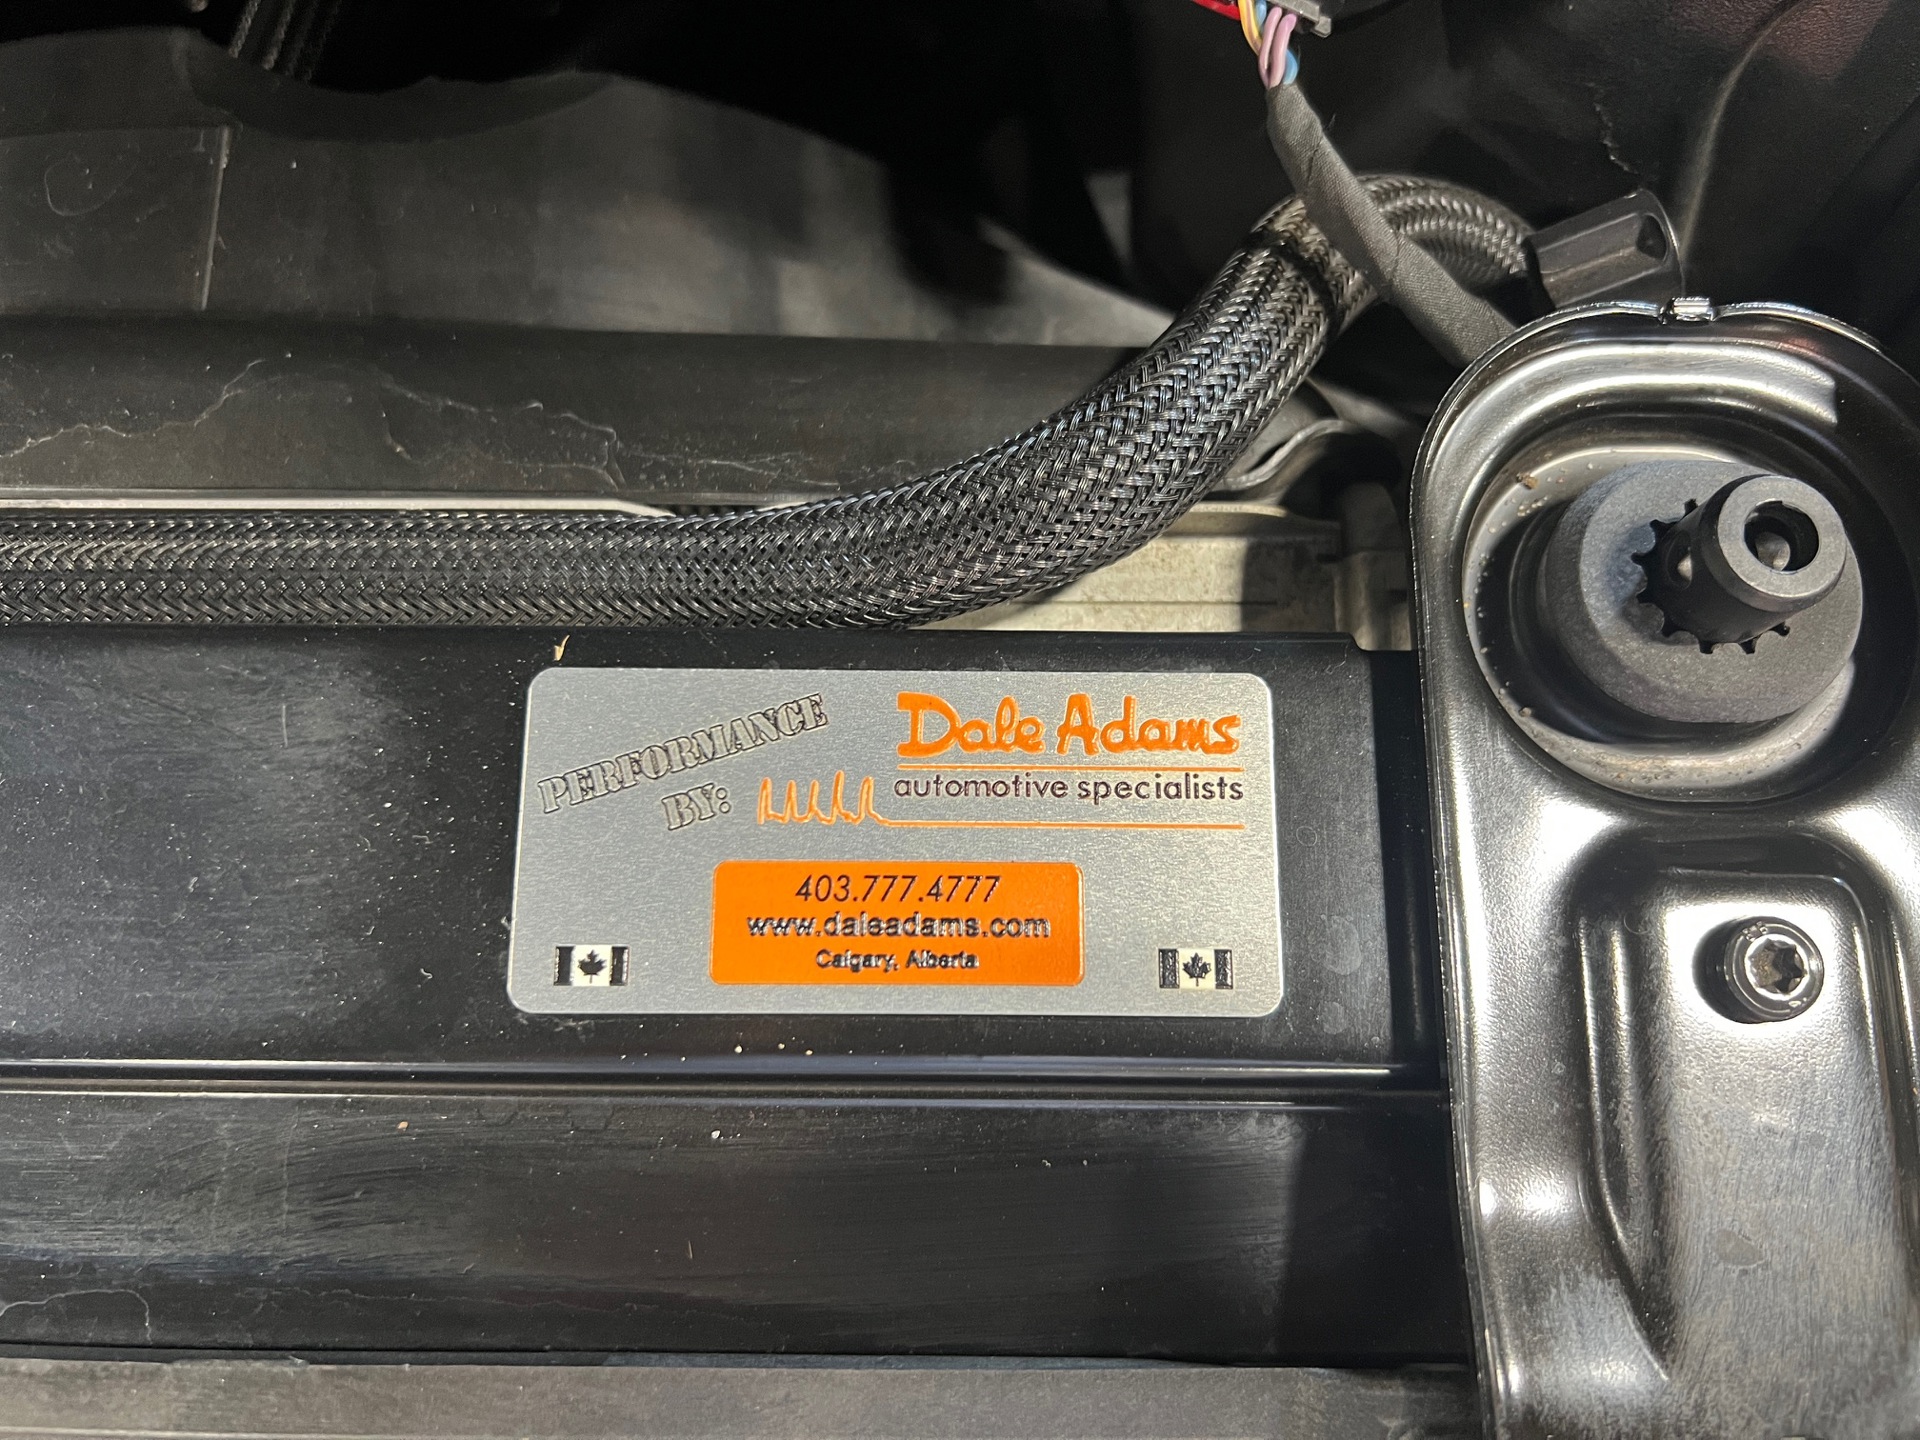 PERFORMANCE
BY:
Dale Adams
automotive specialists
403.777.4777
www.daleadams.com
Calgary, Alberta